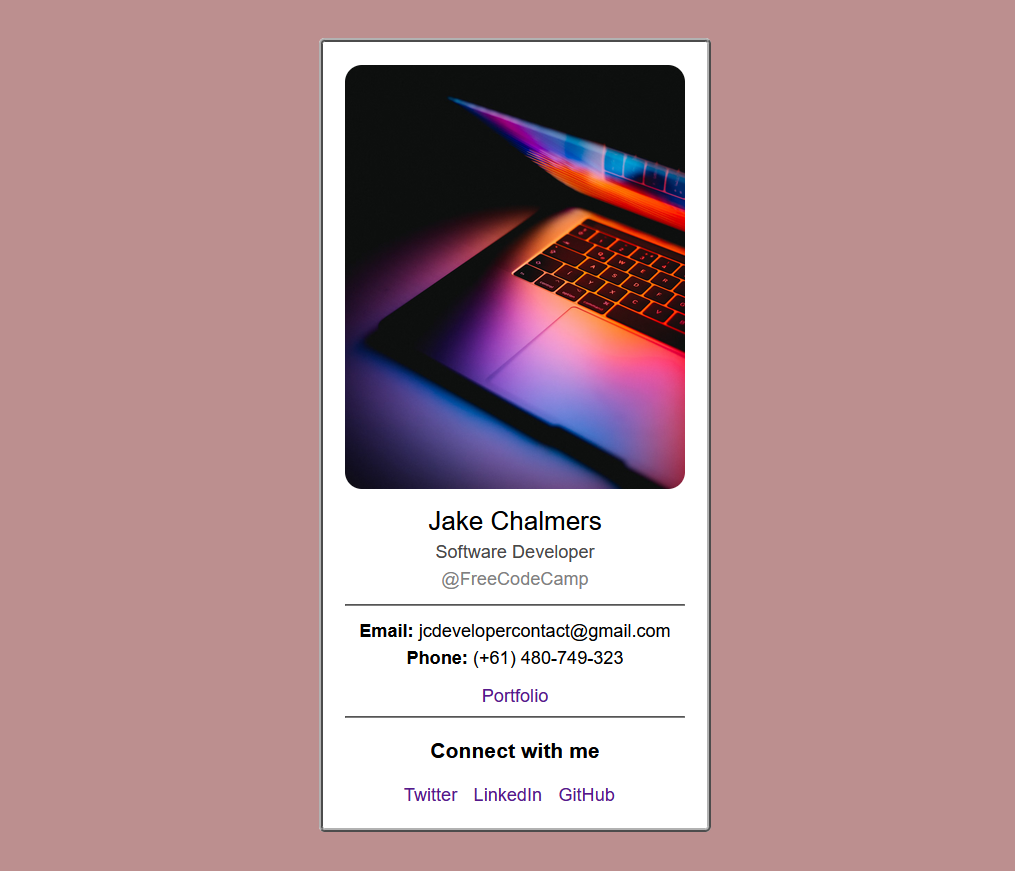 Jake Chalmers
Software Developer
@FreeCodeCamp
Email: jcdevelopercontact@gmail.com
Phone: (+61) 480-749-323
Portfolio
Connect with me
Twitter LinkedIn GitHub